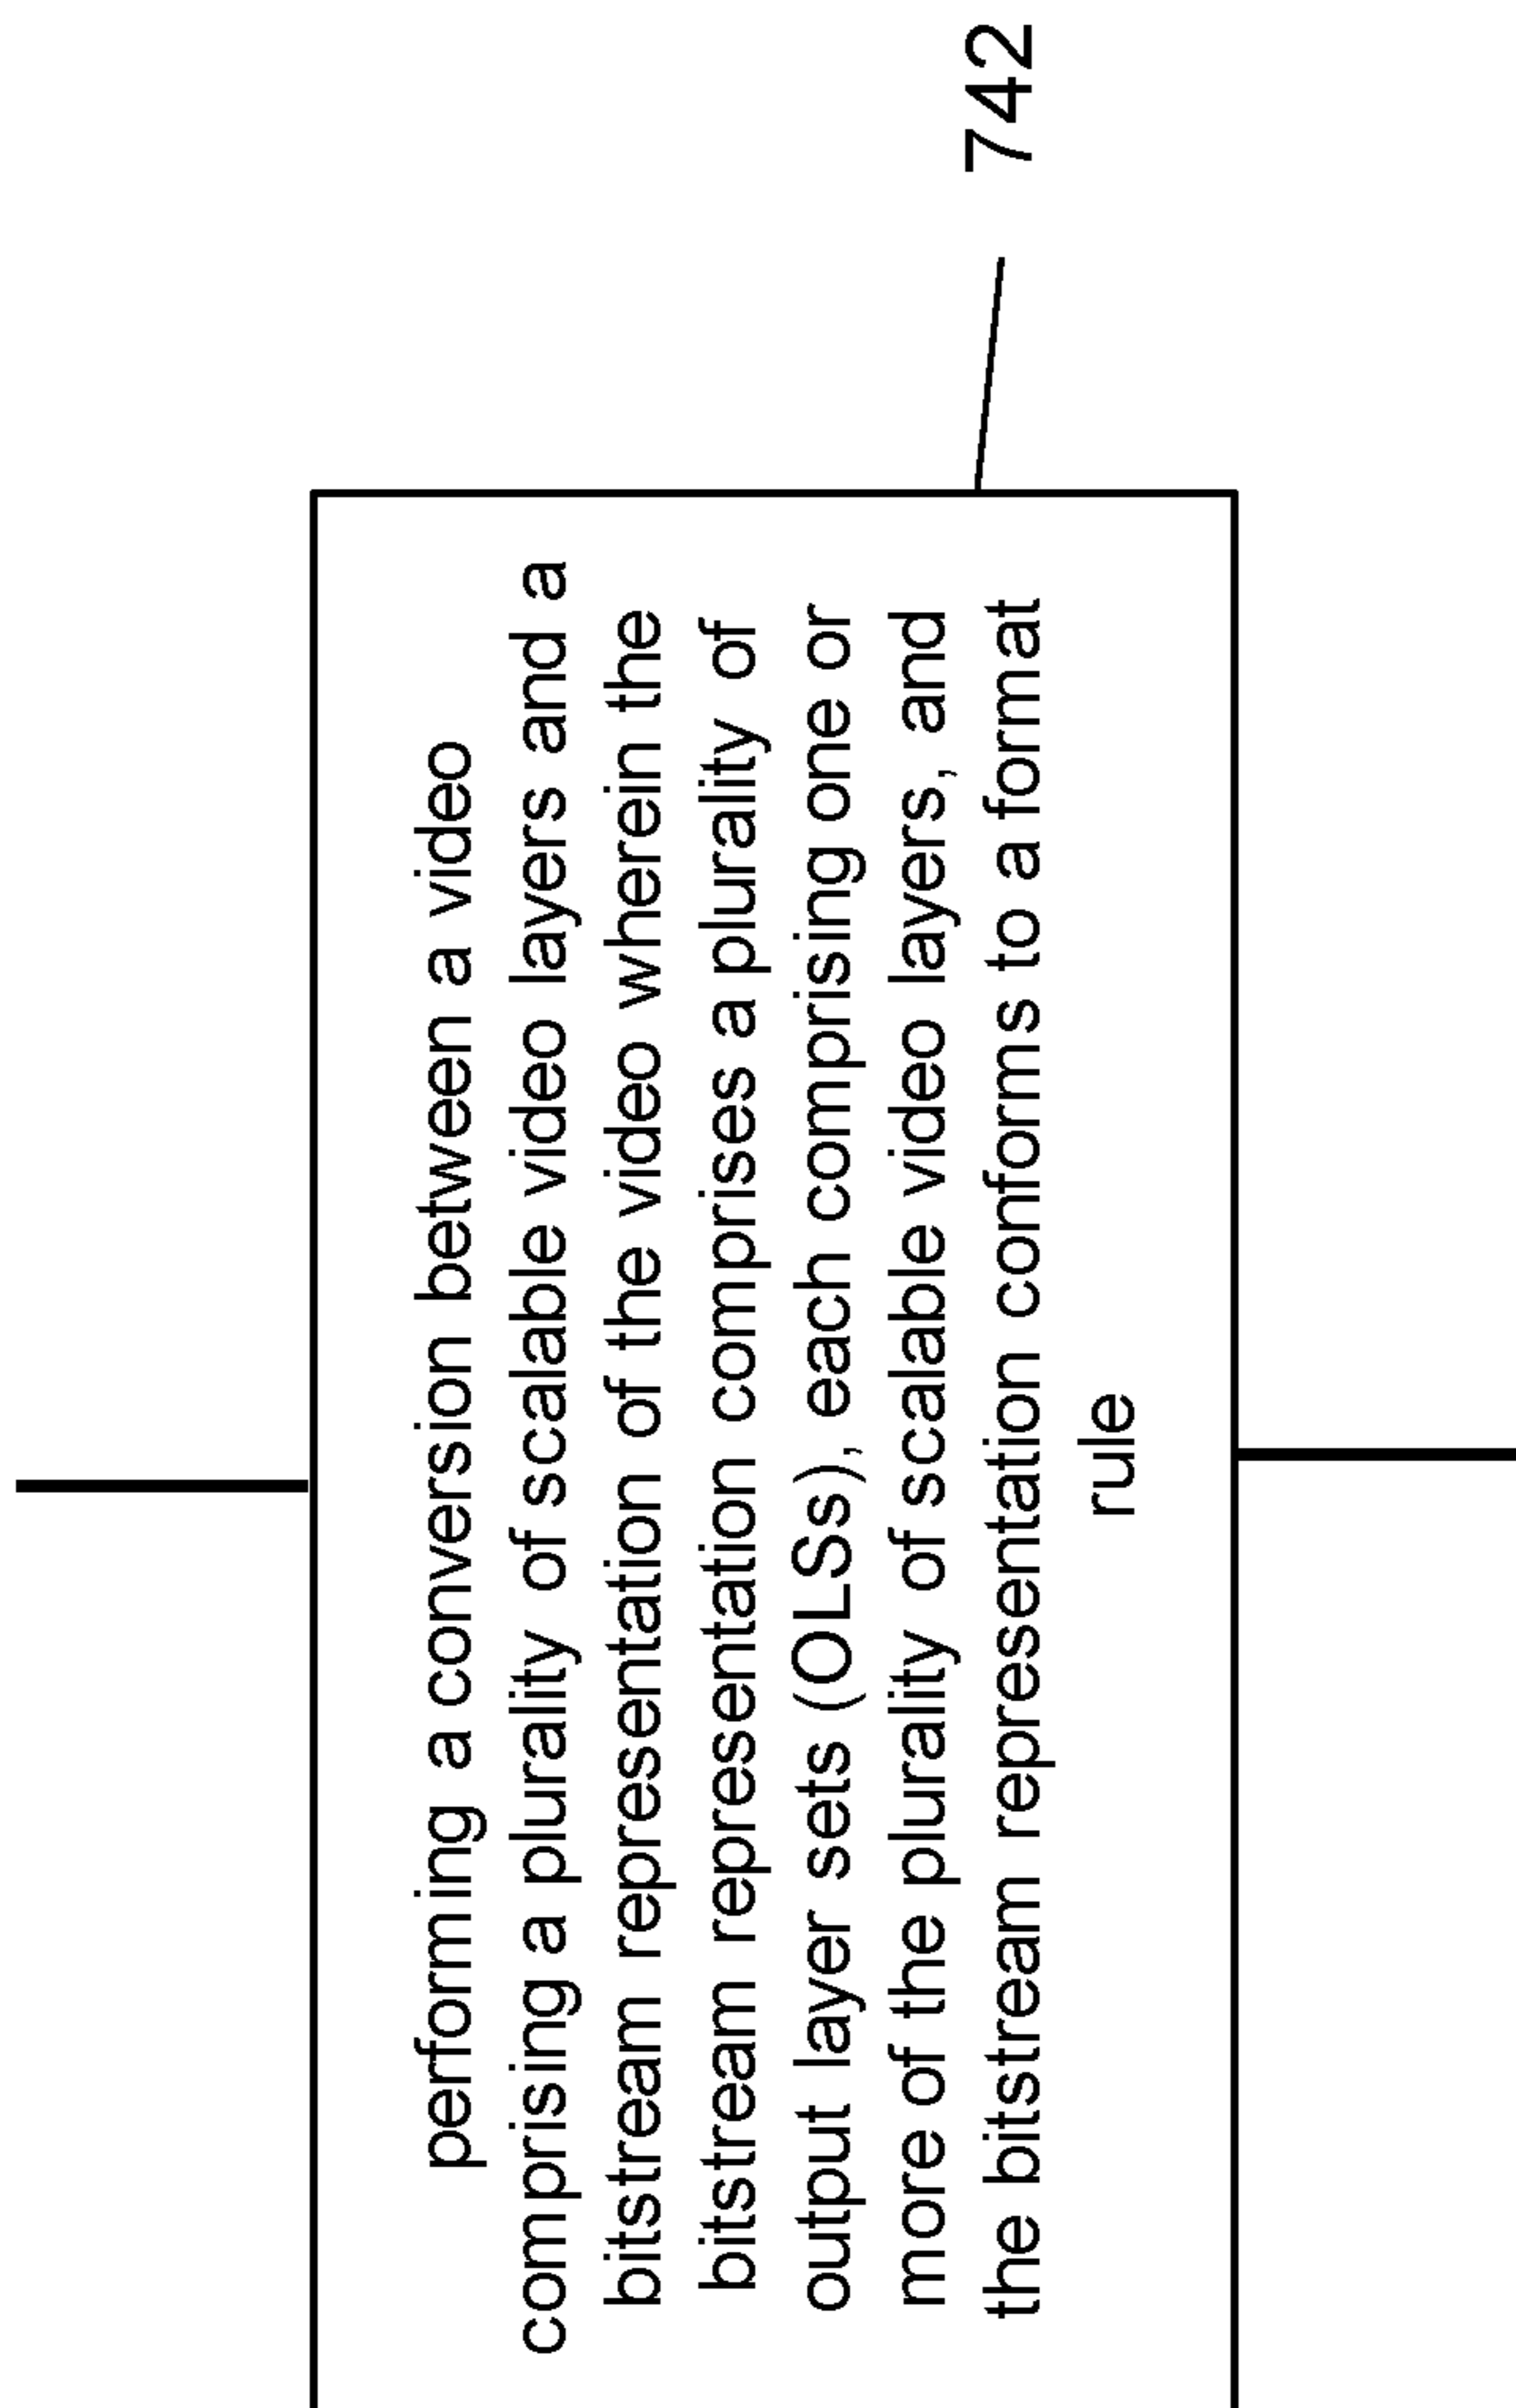 performing a conversion between a video
comprising a plurality of scalable video layers and a
bitstream representation of the video wherein the
bitstream representation comprises a plurality of
output layer sets (OLSs), each comprising one or
more of the plurality of scalable video layers, and
the bitstream representation conforms to a format
rule
742